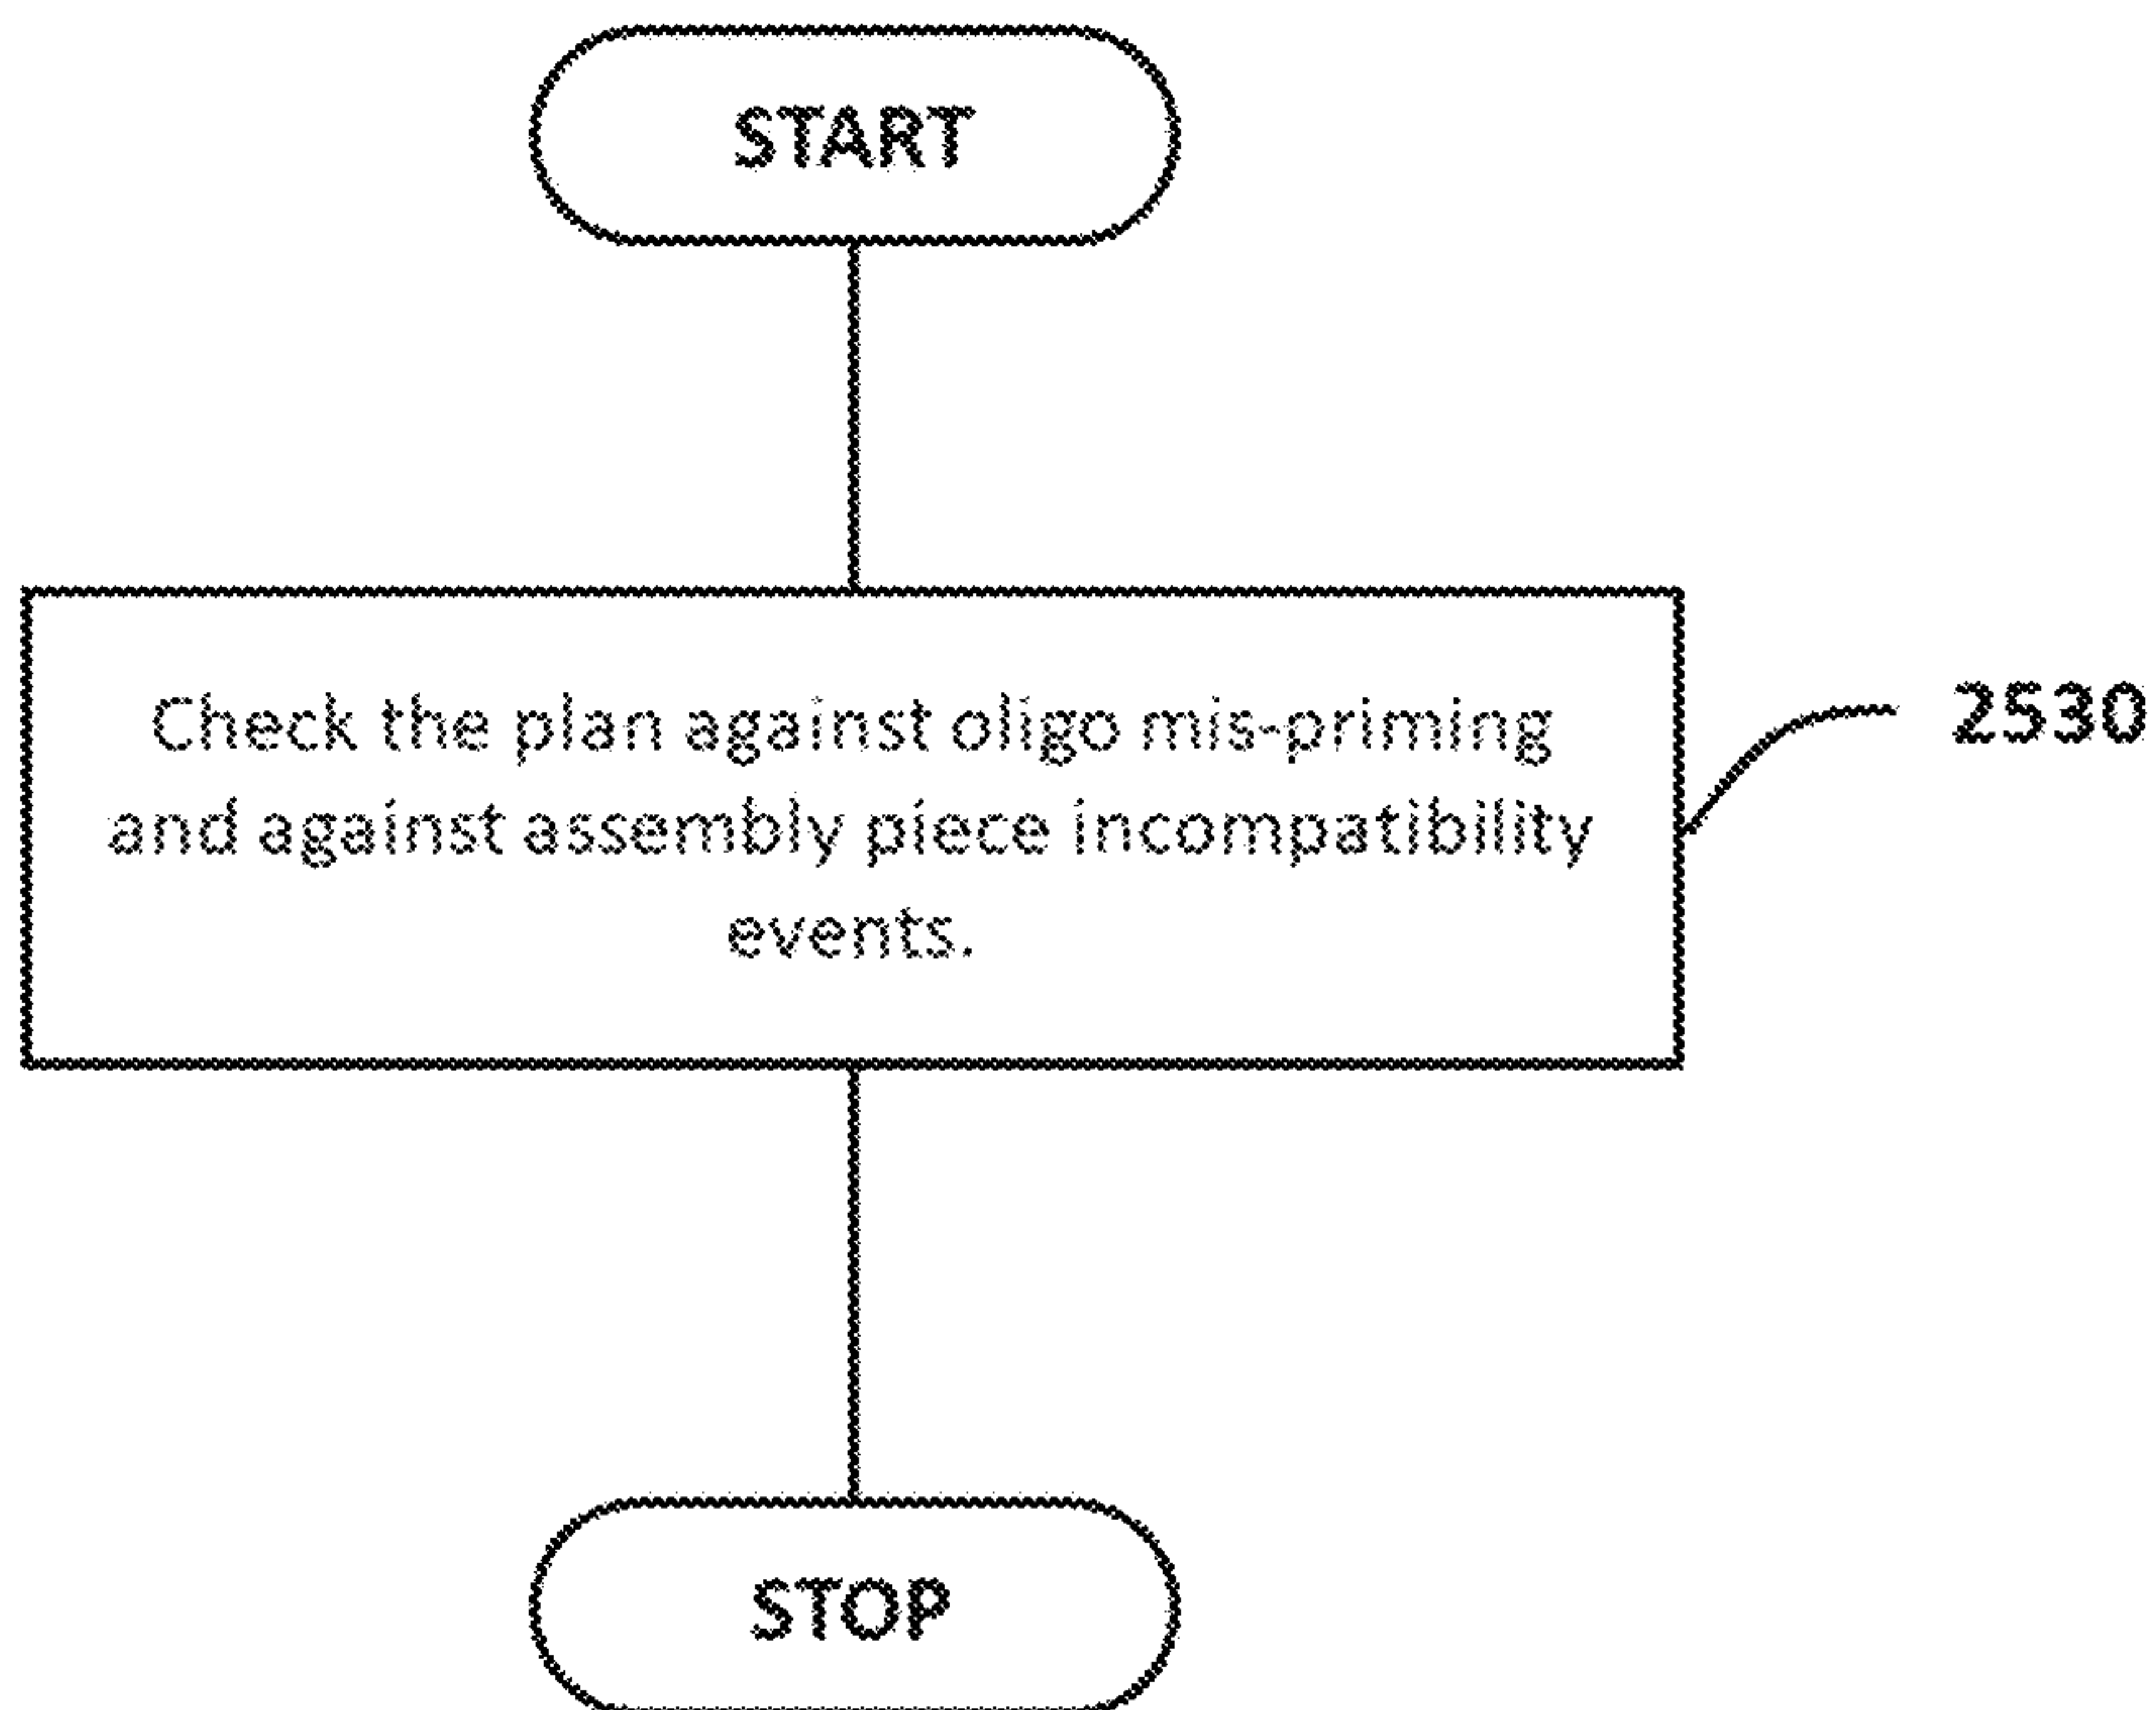 START
Check the plan against oligo mis-priming
2530
and against assembly piece incompatibility
events.
STOP